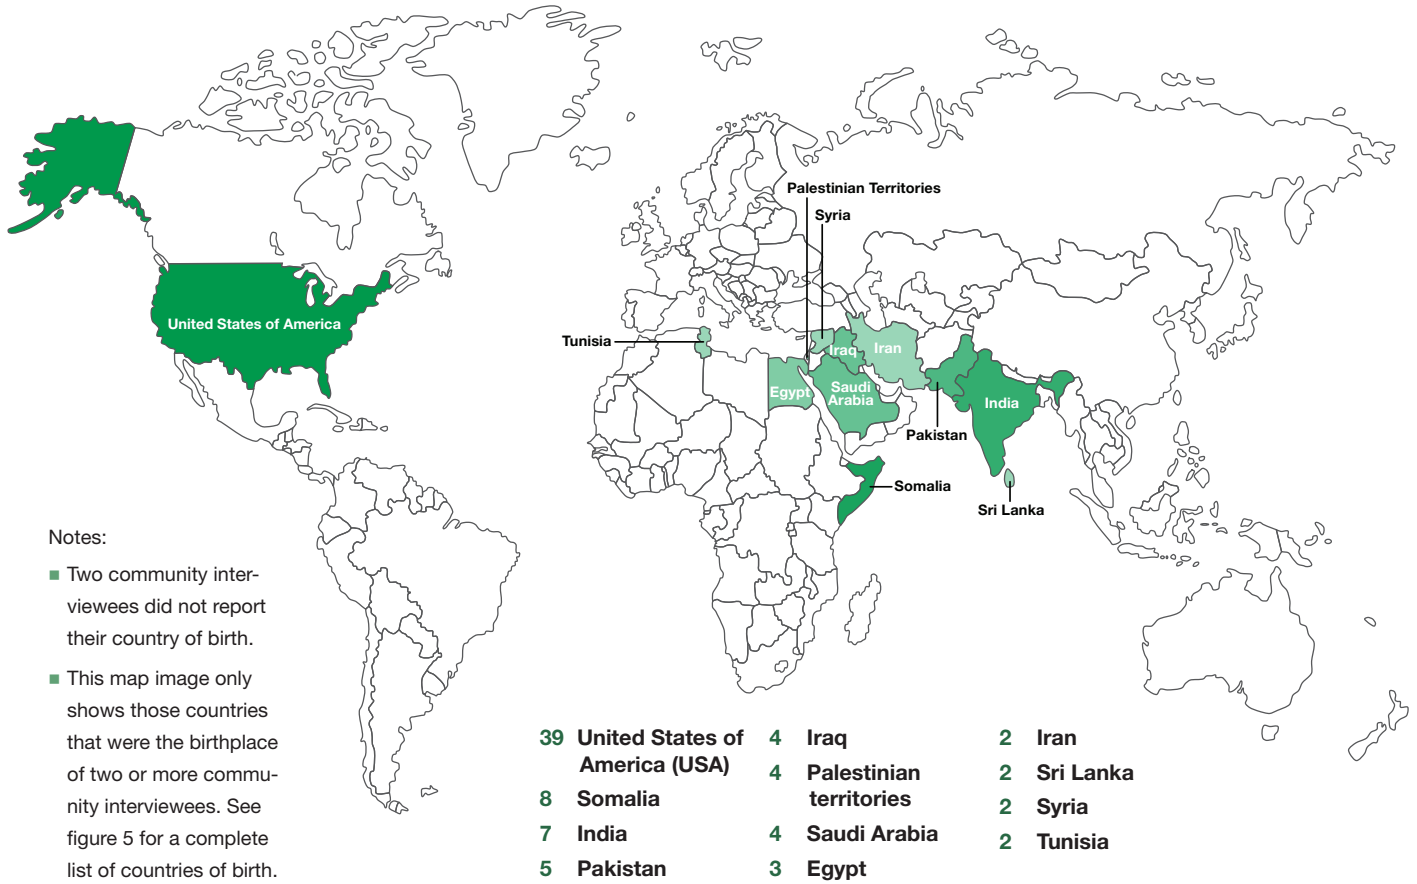 Palestinian Territories
Syria
United States of America
Tunisia
Iraq
Iran
Egypt
Saudi
Arabia
India
Pakistan
Somalia
Sri Lanka
Notes:
■ Two community inter-
viewees did not report
their country of birth.
■ This map image only
shows those countries
that were the birthplace
of two or more commu-
nity interviewees. See
figure 5 for a complete
list of countries of birth.
39 United States of
America (USA)
8 Somalia
7 India
5 Pakistan
4 Iraq
4 Palestinian
territories
4 Saudi Arabia
3 Egypt
2 Iran
2 Sri Lanka
2 Syria
2 Tunisia